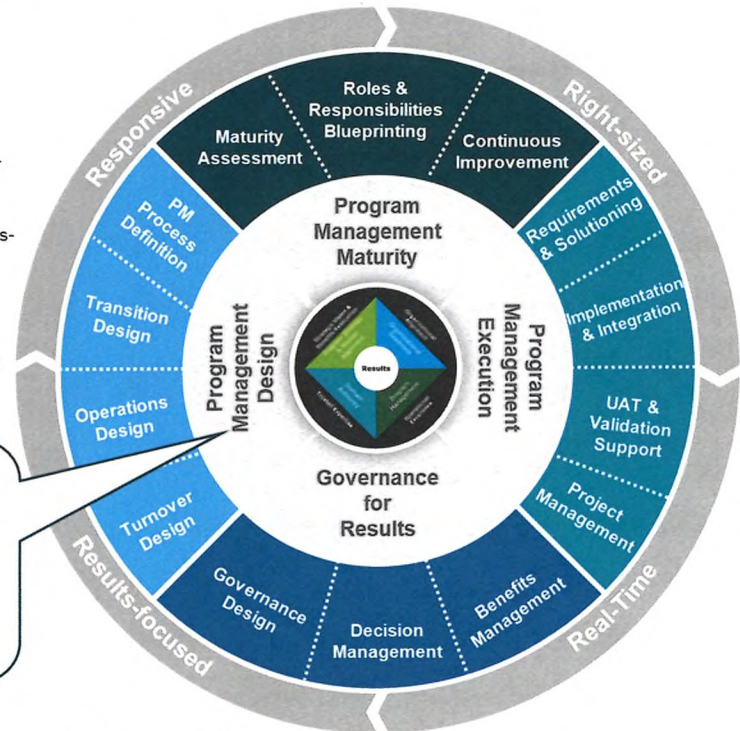 s-
Responsive
Right-sized
Real-Time
Results-focused
Maturity
Assessment
Roles &
Responsibilities
Blueprinting
Continuous
Improvement
Requirements
& Solutioning
Implementation
& Integration
UAT &
Validation
Support
Project
Management
Benefits
Management
Decision
Management
Governance
Design
Turnover
Design
Operations
Design
Transition
Design
PM
Process
Definition
Program
Management
Maturity
Program
Management
Execution
Governance
for
Results
Program
Management
Design
Results